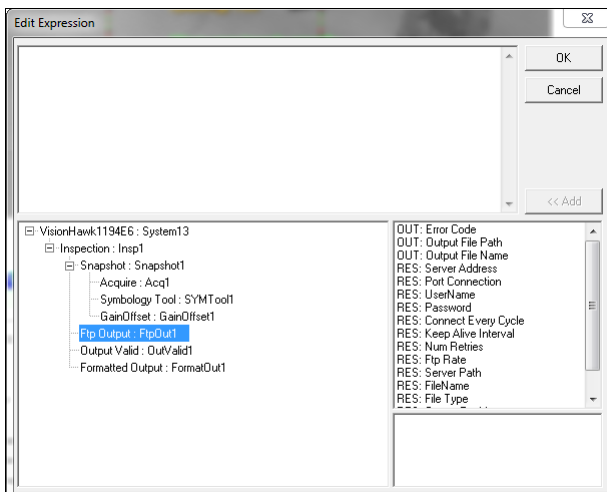 Edit Expression
OK
Cancel
<< Add
VisionHawk1194E6 : System13
Inspection : Insp1
Snapshot : Snapshot1
Acquire : Acq1
Symbology Tool : SYMTool1
GainOffset : GainOffset1
Ftp Output : FtpOut1
Output Valid : OutValid1
Formatted Output : FormatOut1
OUT: Error Code
OUT: Output File Path
OUT: Output File Name
RES: Server Address
RES: Port Connection
RES: UserName
RES: Password
RES: Connect Every Cycle
RES: Keep Alive Interval
RES: Num Retries
RES: Ftp Rate
RES: Server Path
RES: FileName
RES: File Type